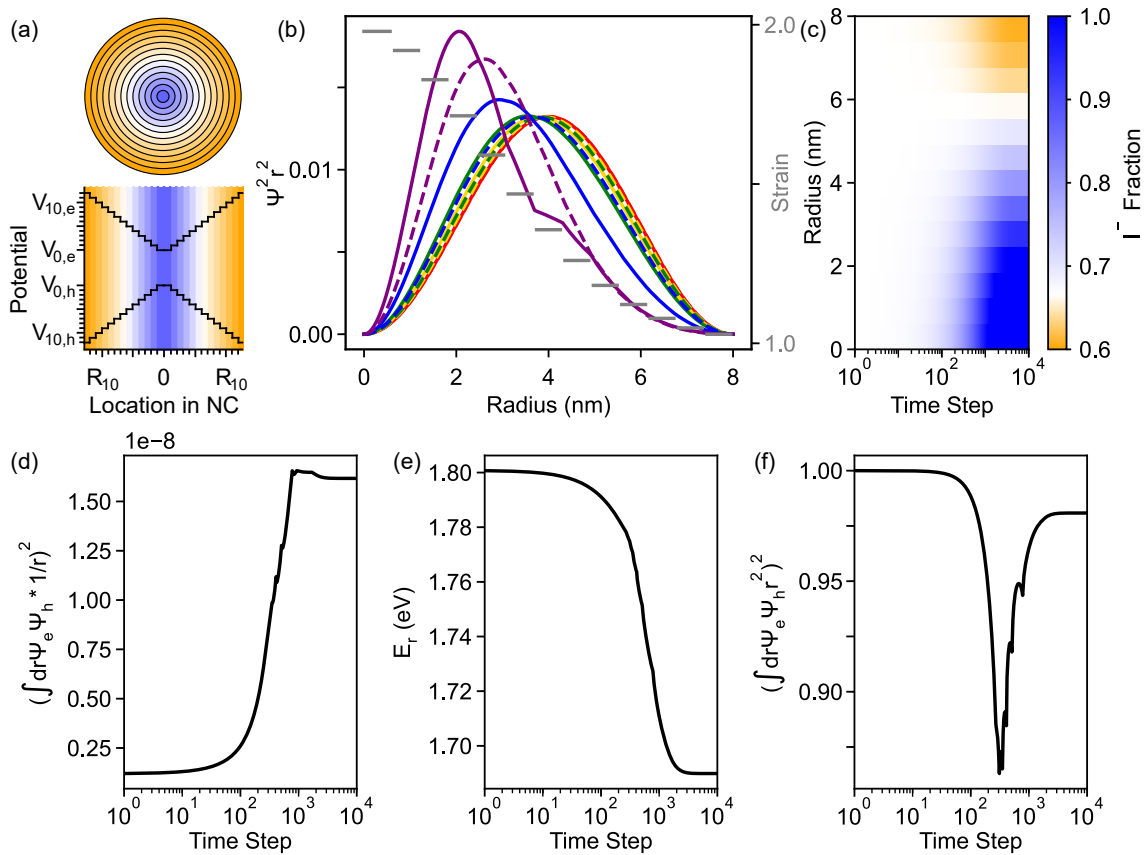 (a)
Potential
V10,e
V0,e
V0,h
V10,h
R10 0 R10
Location in NC
(b)
Ψ²r²
0.01
0.00
0 2 4 6 8
Radius (nm)
2.0
1.0
Strain
(c)
Radius (nm)
8
6
4
2
0
10⁰ 10² 10⁴
Time Step
1.0
0.9
0.8
0.7
0.6
I⁻ Fraction
(d)
1e−8
(∫drΨₑΨₕ * 1/r)²
1.50
1.25
1.00
0.75
0.50
0.25
10⁰ 10¹ 10² 10³ 10⁴
Time Step
(e)
Eᵣ (eV)
1.80
1.78
1.76
1.74
1.72
1.70
10⁰ 10¹ 10² 10³ 10⁴
Time Step
(f)
(∫drΨₑΨₕr²)²
1.00
0.95
0.90
10⁰ 10¹ 10² 10³ 10⁴
Time Step